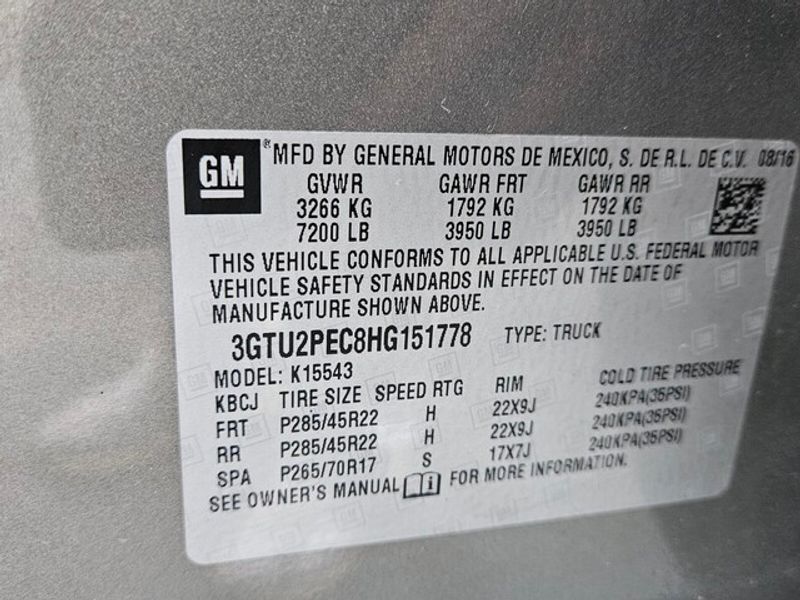 GM® MFD BY GENERAL MOTORS DE MEXICO, S. DE R.L. DE C.V. 08/16
GVWR GAWR FRT GAWR RR
3266 KG 1792 KG 1792 KG
7200 LB 3950 LB 3950 LB
THIS VEHICLE CONFORMS TO ALL APPLICABLE U.S. FEDERAL MOTOR
VEHICLE SAFETY STANDARDS IN EFFECT ON THE DATE OF
MANUFACTURE SHOWN ABOVE.
3GTU2PEC8HG151778 TYPE: TRUCK
MODEL: K15543
KBCJ TIRE SIZE SPEED RTG RIM COLD TIRE PRESSURE
FRT P285/45R22 H 22X9J 240KPA(35PSI)
RR P285/45R22 H 22X9J 240KPA(35PSI)
SPA P265/70R17 S 17X7J 240KPA(35PSI)
SEE OWNER'S MANUAL FOR MORE INFORMATION.